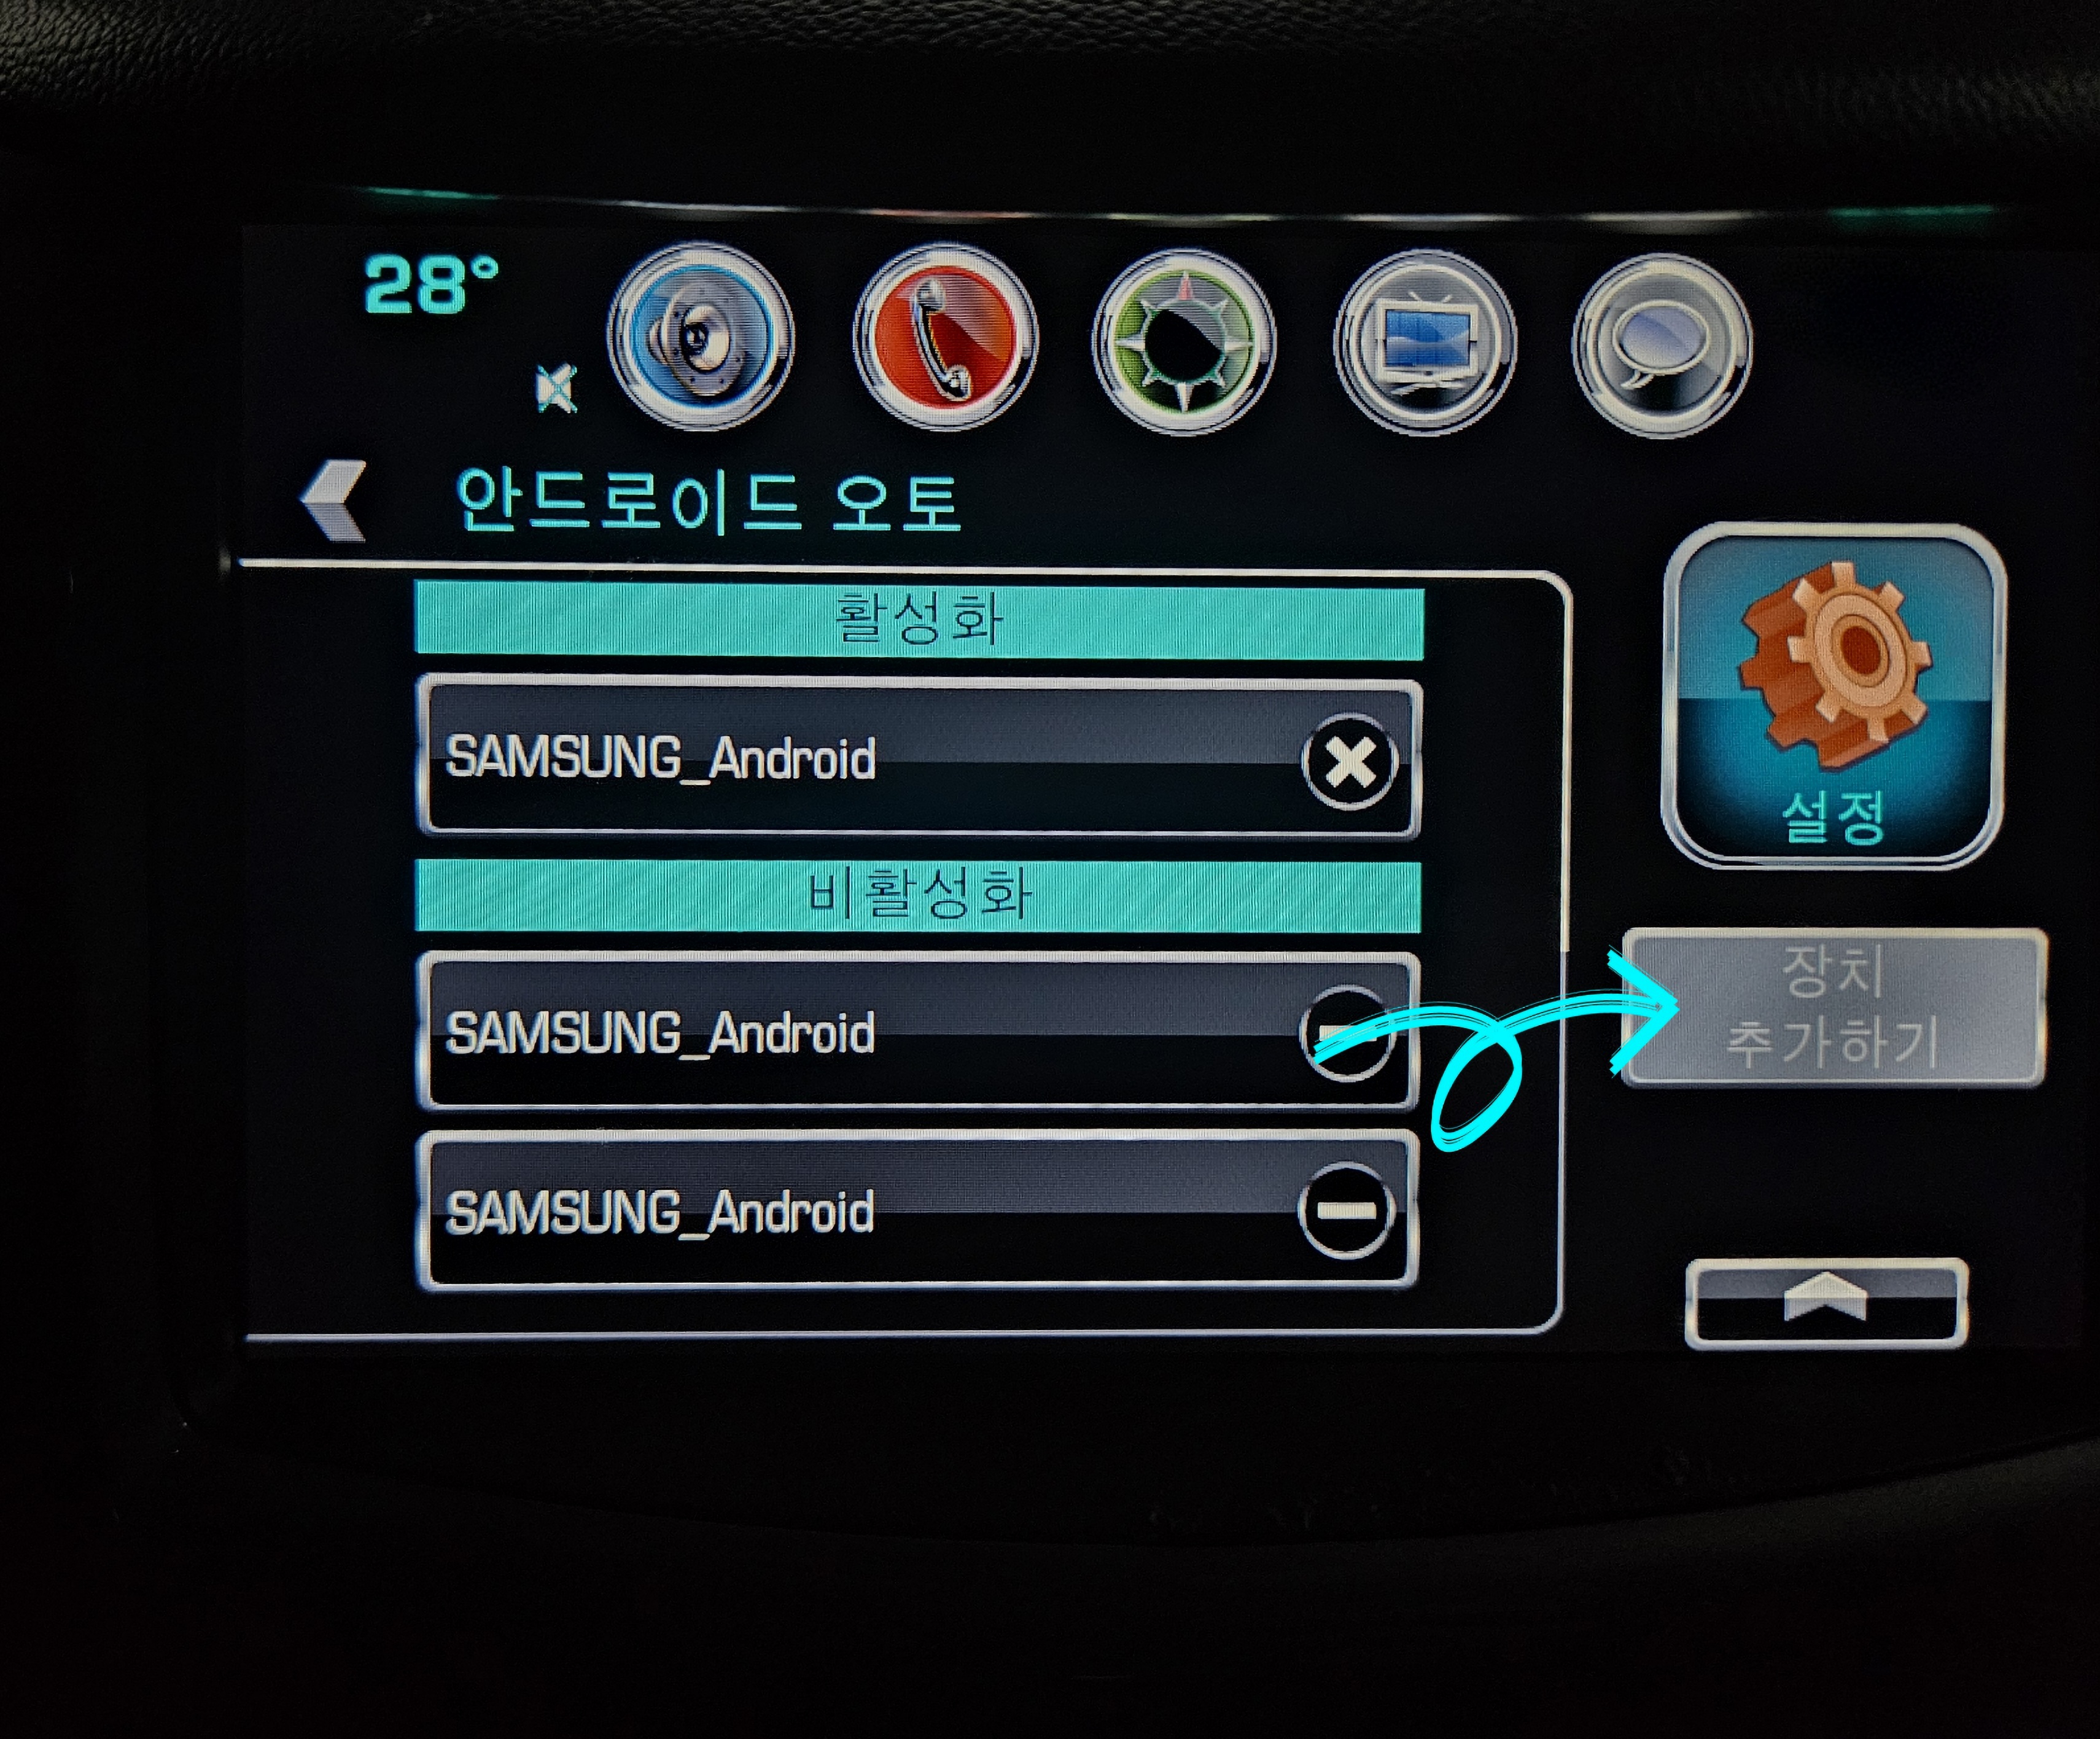 28°
안드로이드 오토
활성화
SAMSUNG_Android
설정
비활성화
SAMSUNG_Android
장치
추가하기
SAMSUNG_Android